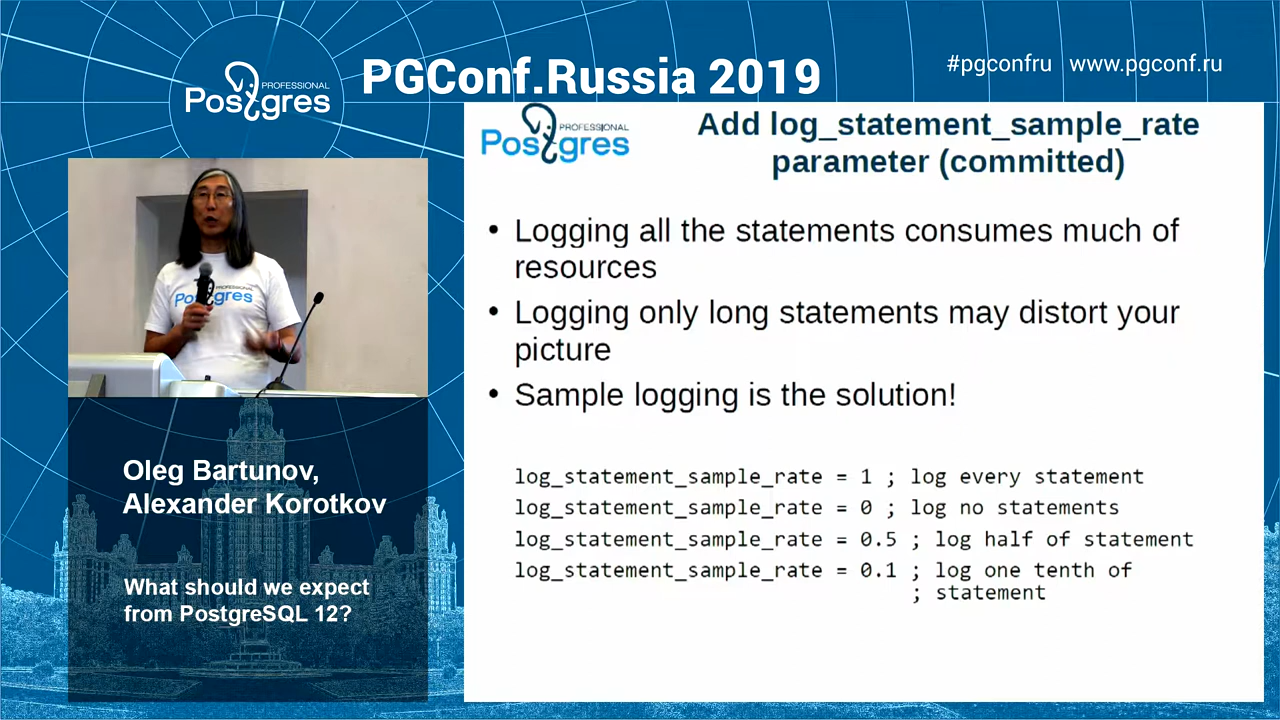 PROFESSIONAL
Postgres
PGConf.Russia 2019
#pgconfru www.pgconf.ru
PROFESSIONAL
Postgres
Add log_statement_sample_rate
parameter (committed)
• Logging all the statements consumes much of
resources
• Logging only long statements may distort your
picture
• Sample logging is the solution!
log_statement_sample_rate = 1 ; log every statement
log_statement_sample_rate = 0 ; log no statements
log_statement_sample_rate = 0.5 ; log half of statement
log_statement_sample_rate = 0.1 ; log one tenth of
; statement
PROFESSIONAL
Postgres
Oleg Bartunov,
Alexander Korotkov
What should we expect
from PostgreSQL 12?